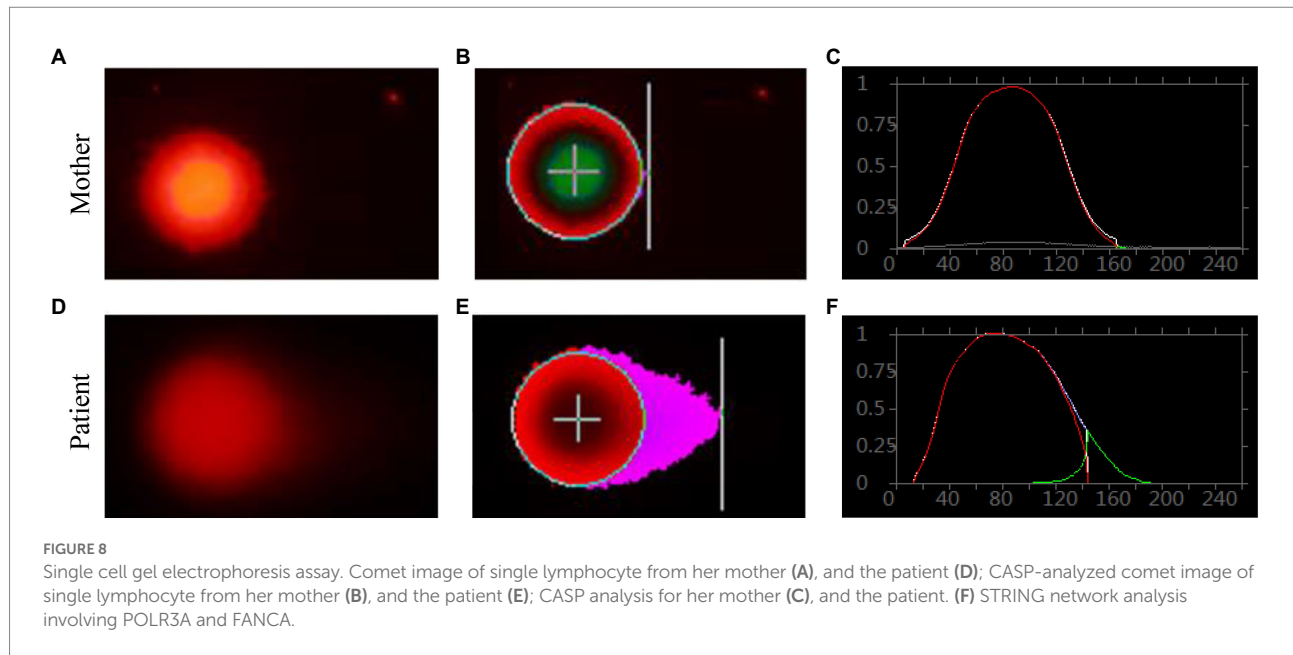 A
B
C
Mother
1
0.75
0.5
0.25
0
0 40 80 120 160 200 240
D
E
F
Patient
1
0.75
0.5
0.25
0
0 40 80 120 160 200 240
FIGURE 8
Single cell gel electrophoresis assay. Comet image of single lymphocyte from her mother (A), and the patient (D); CASP-analyzed comet image of
single lymphocyte from her mother (B), and the patient (E); CASP analysis for her mother (C), and the patient. (F) STRING network analysis
involving POLR3A and FANCA.